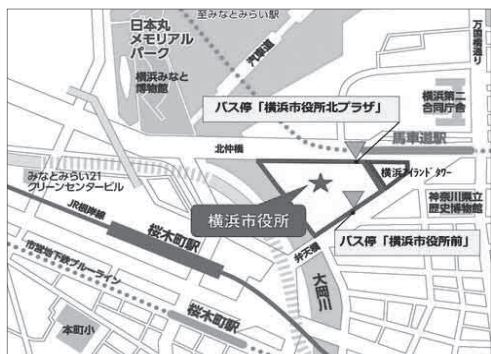 至みなとみらい駅
日本丸
メモリアル
パーク
汽車道
万国橋通り
横浜みなと
博物館
バス停「横浜市役所北プラザ」
横浜第二
合同庁舎
北仲橋
馬車道駅
みなとみらい21
グリーンセンタービル
横浜アイランドタワー
JR根岸線
横浜市役所
神奈川県立
歴史博物館
桜木町駅
弁天橋
バス停「横浜市役所前」
市営地下鉄ブルーライン
大岡川
桜木町駅
本町小